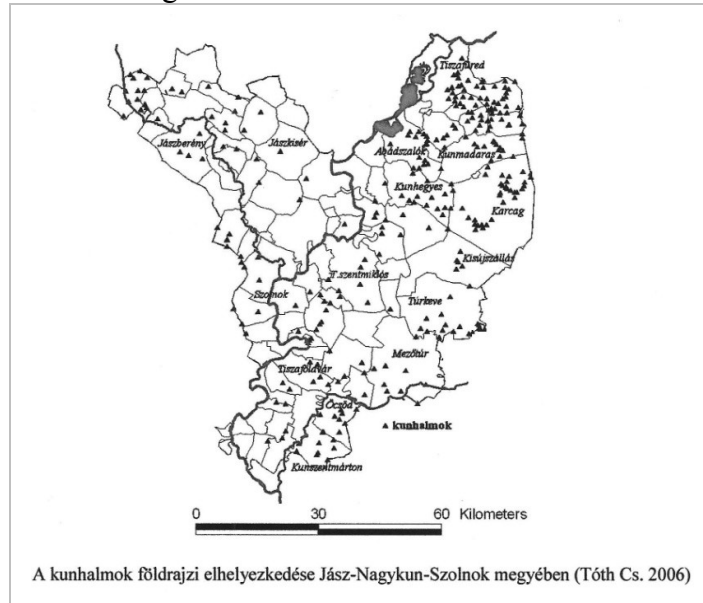 Tiszafüred
Jászberény
Jászkisér
Abádszalók
Kunmadaras
Kunhegyes
Karcag
Kisújszállás
T.szentmiklós
Szolnok
Túrkeve
Mezőtúr
Tiszaföldvár
Öcsöd
kunhalmok
Kunszentmárton
0 30 60 Kilometers
A kunhalmok földrajzi elhelyezkedése Jász-Nagykun-Szolnok megyében (Tóth Cs. 2006)